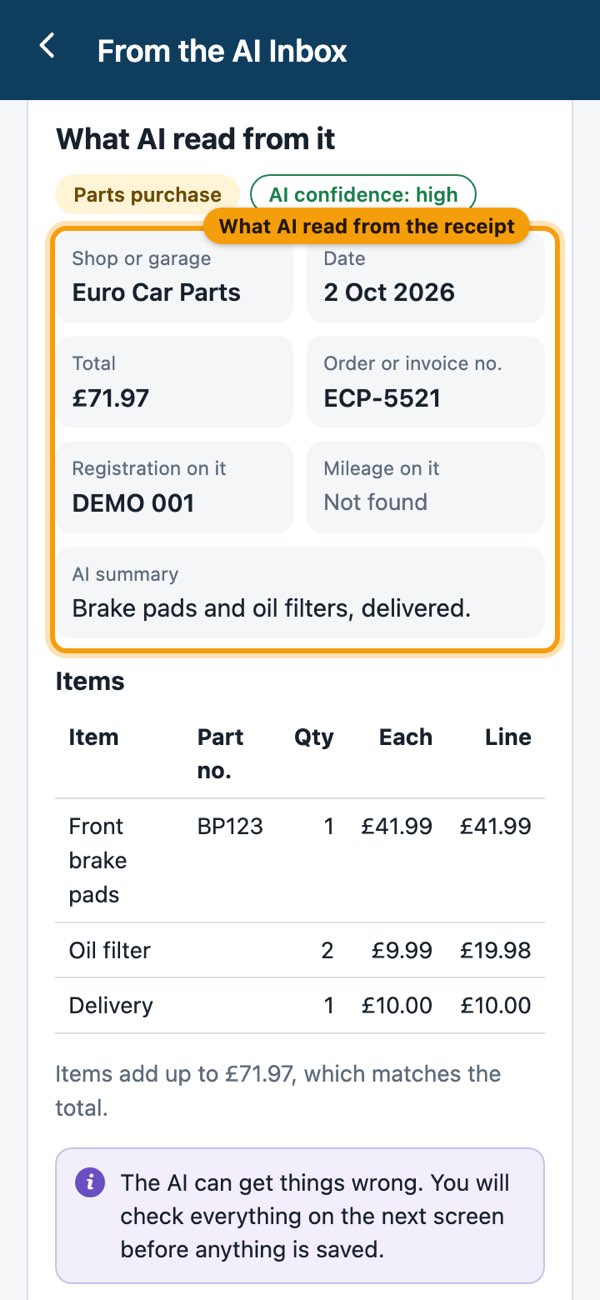 From the AI Inbox
What AI read from it
Parts purchase
AI confidence: high
What AI read from the receipt
Shop or garage
Euro Car Parts
Date
2 Oct 2026
Total
£71.97
Order or invoice no.
ECP-5521
Registration on it
DEMO 001
Mileage on it
Not found
AI summary
Brake pads and oil filters, delivered.
Items
Item Part no. Qty Each Line
Front brake pads BP123 1 £41.99 £41.99
Oil filter 2 £9.99 £19.98
Delivery 1 £10.00 £10.00
Items add up to £71.97, which matches the
total.
The AI can get things wrong. You will
check everything on the next screen
before anything is saved.